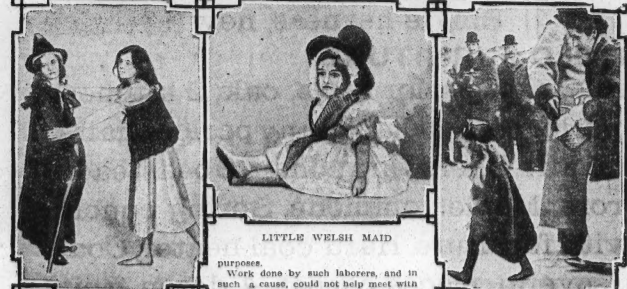 LITTLE WELSH MAID
purposes.
Work done by such laborers, and in
such a cause, could not help meet with